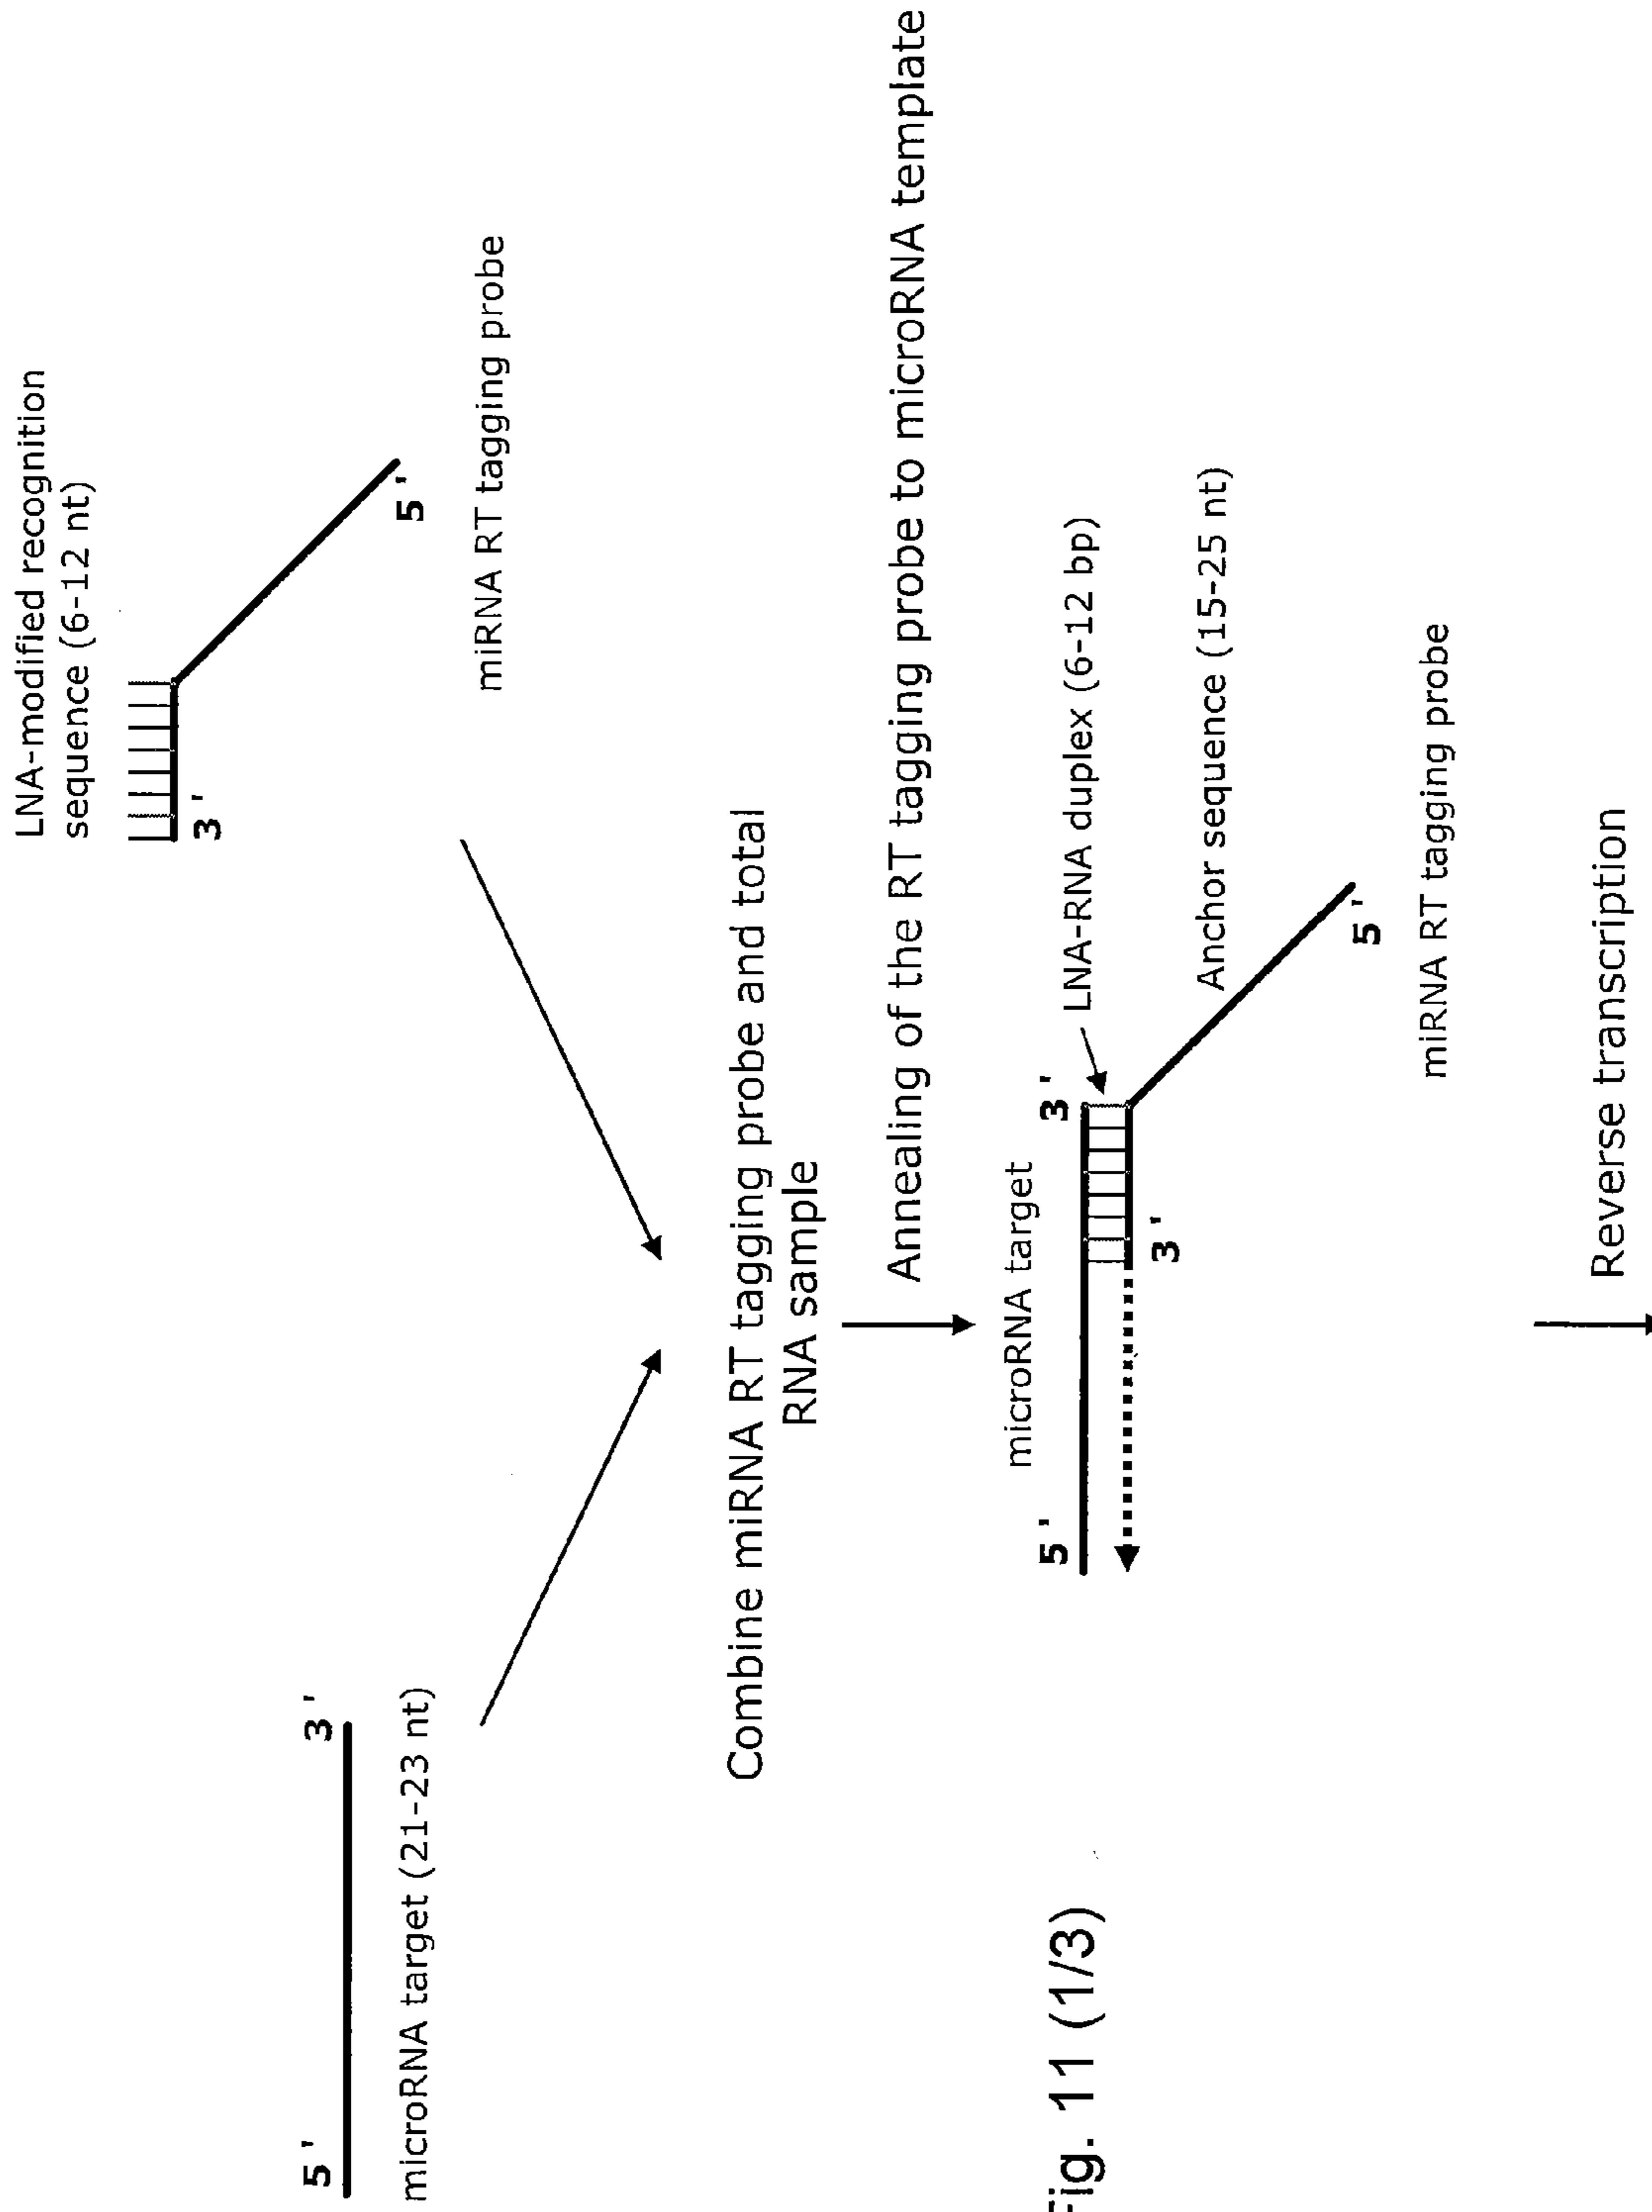 LNA-modified recognition
sequence (6-12 nt)
5'
3'
3'
5'
microRNA target (21-23 nt)
miRNA RT tagging probe
Combine miRNA RT tagging probe and total
RNA sample
Annealing of the RT tagging probe to microRNA template
microRNA target
5'
3'
LNA-RNA duplex (6-12 bp)
3'
Anchor sequence (15-25 nt)
5'
miRNA RT tagging probe
Reverse transcription
Fig. 11 (1/3)